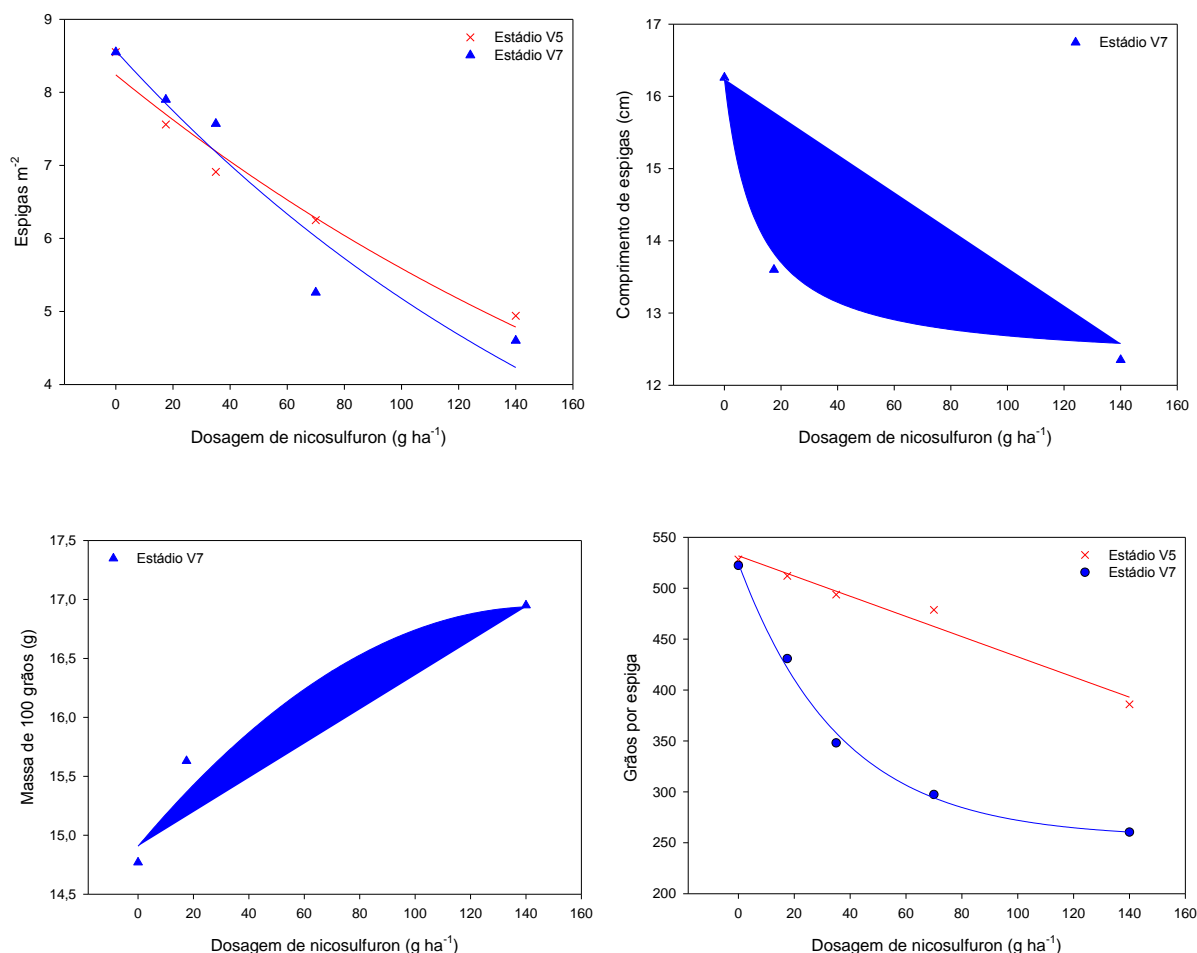 9
8
7
6
5
4
Espigas m⁻²
Estádio V5
Estádio V7
0 20 40 60 80 100 120 140 160
Dosagem de nicosulfuron (g ha⁻¹)
17
16
15
14
13
12
Comprimento de espigas (cm)
Estádio V7
0 20 40 60 80 100 120 140 160
Dosagem de nicosulfuron (g ha⁻¹)
17,5
17,0
16,5
16,0
15,5
15,0
14,5
Massa de 100 grãos (g)
Estádio V7
0 20 40 60 80 100 120 140 160
Dosagem de nicosulfuron (g ha⁻¹)
550
500
450
400
350
300
250
200
Grãos por espiga
Estádio V5
Estádio V7
0 20 40 60 80 100 120 140 160
Dosagem de nicosulfuron (g ha⁻¹)